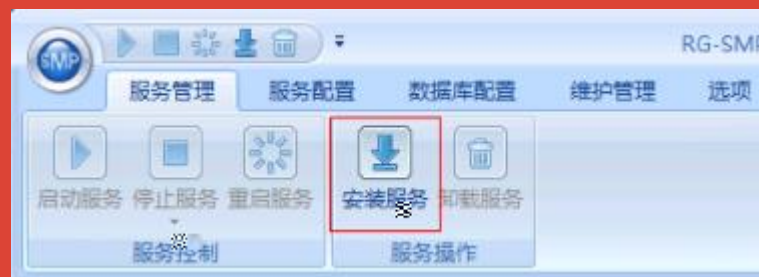 SMP
RG-SMP
服务管理 服务配置 数据库配置 维护管理 选项
启动服务 停止服务 重启服务 安装服务 卸载服务
服务控制 服务操作